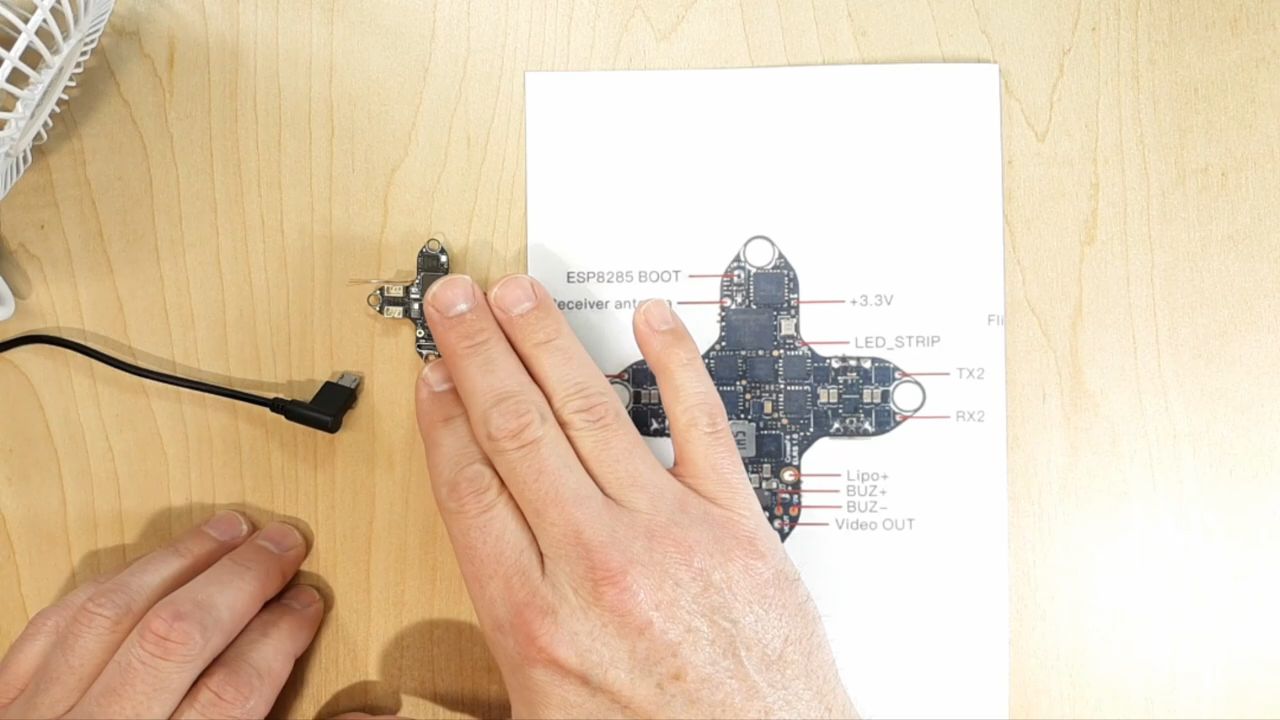 ESP8285 BOOT
+3.3V
LED_STRIP
TX2
RX2
Lipo+
BUZ+
BUZ-
Video OUT